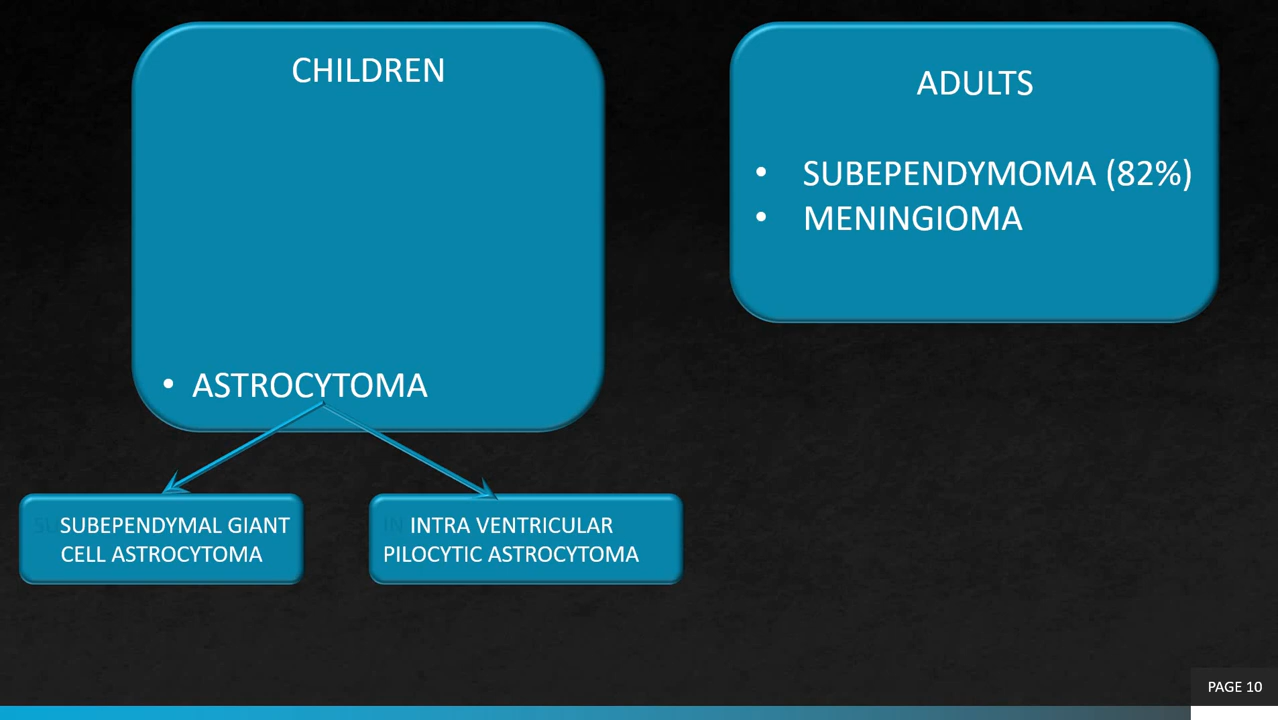 CHILDREN
• ASTROCYTOMA
SUBEPENDYMAL GIANT
CELL ASTROCYTOMA
INTRA VENTRICULAR
PILOCYTIC ASTROCYTOMA
ADULTS
• SUBEPENDYMOMA (82%)
• MENINGIOMA
PAGE 10